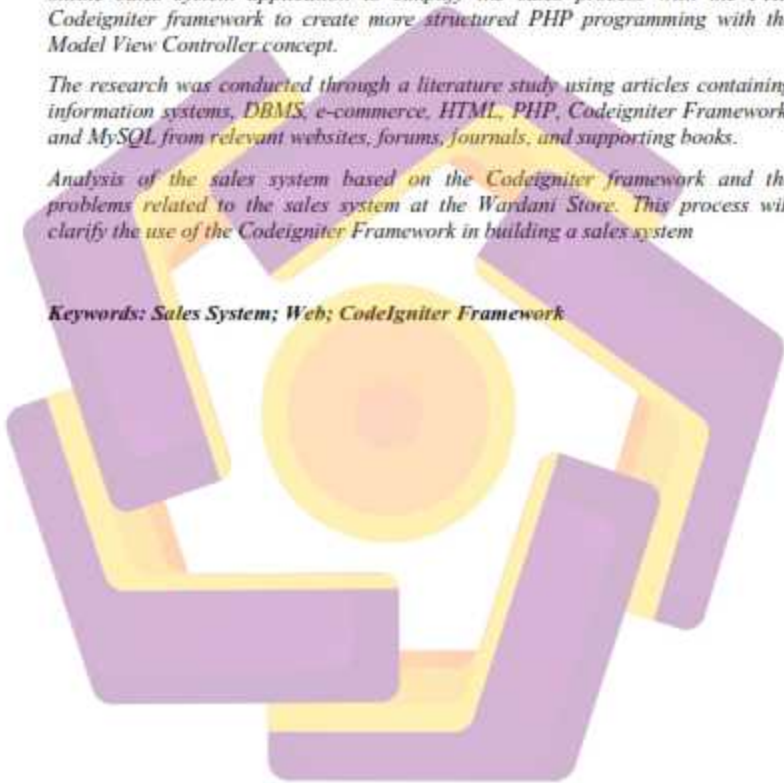 Codeigniter framework to create more structured PHP programming with th
Model View Controller concept.
The research was conducted through a literature study using articles containing
information systems, DBMS, e-commerce, HTML, PHP, Codeigniter Framework
and MySQL from relevant websites, forums, journals, and supporting books.
Analysis of the sales system based on the Codeigniter framework and th
problems related to the sales system at the Wardani Store. This process wil
clarify the use of the Codeigniter Framework in building a sales system
Keywords: Sales System; Web; CodeIgniter Framework